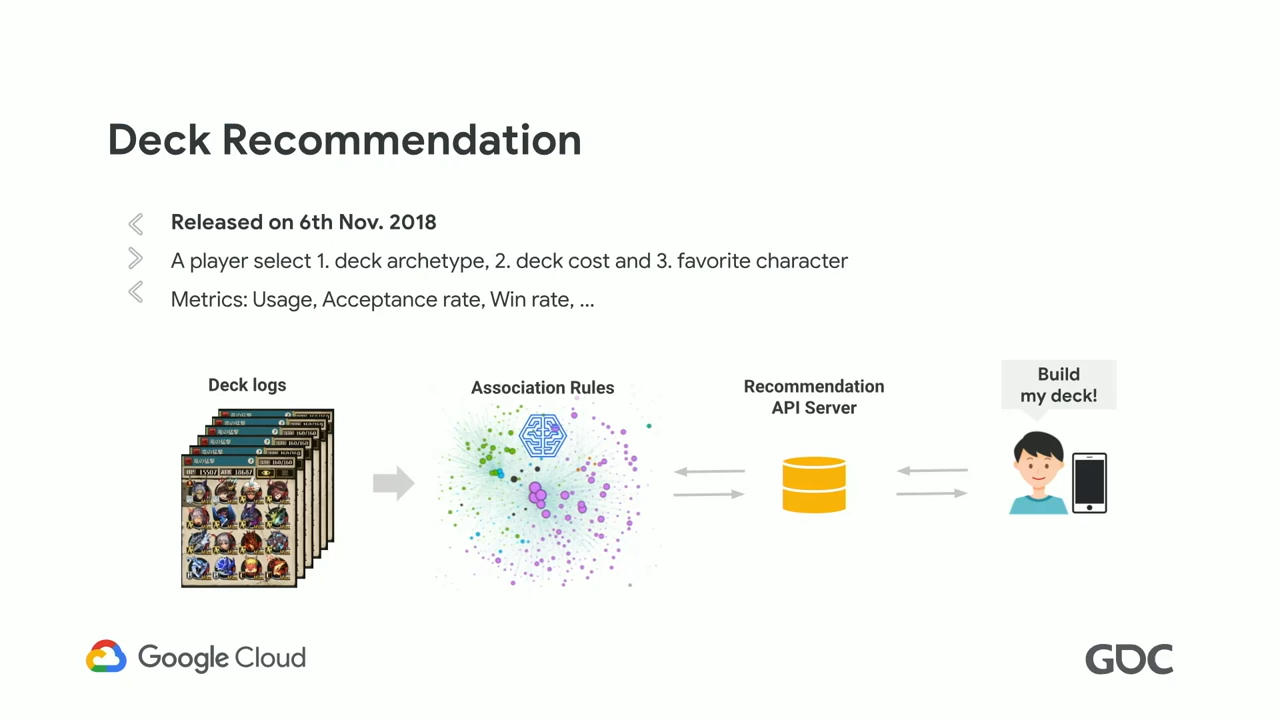 Deck Recommendation
Released on 6th Nov. 2018
A player select 1. deck archetype, 2. deck cost and 3. favorite character
Metrics: Usage, Acceptance rate, Win rate, ...
Deck logs
Association Rules
Recommendation
API Server
Build
my deck!
160/160
Google Cloud
GDC